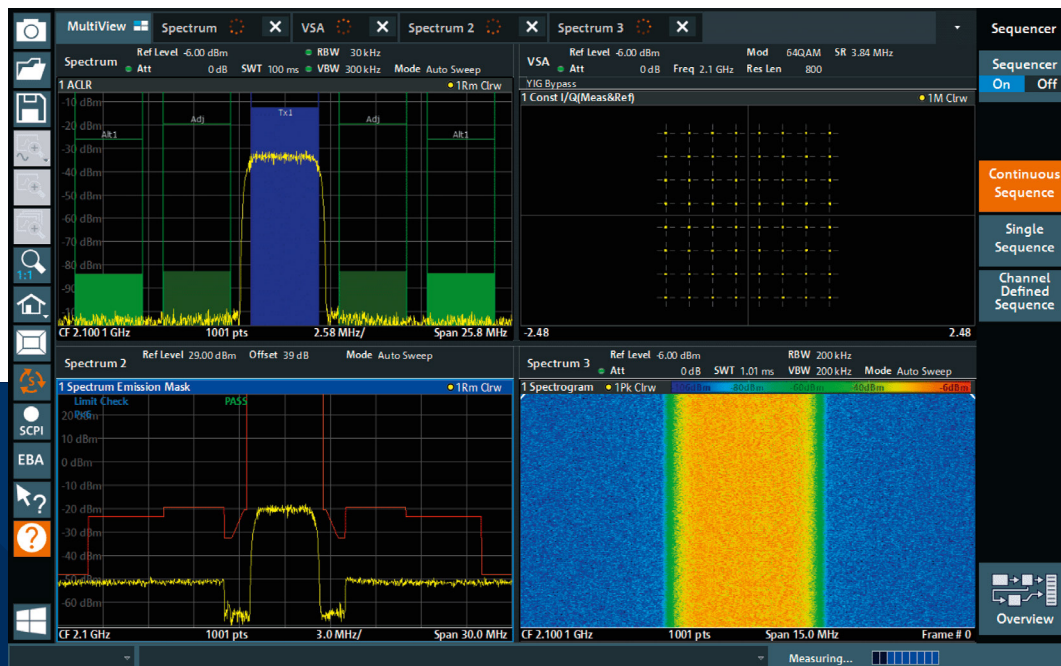 MultiView Spectrum VSA Spectrum 2 Spectrum 3
Sequencer
Sequencer
On Off
Continuous
Sequence
Single
Sequence
Channel
Defined
Sequence
Overview
1:1
S
SCPI
EBA
?
?
Spectrum
Ref Level -6.00 dBm RBW 30 kHz
Att 0 dB SWT 100 ms VBW 300 kHz Mode Auto Sweep
1 ACLR 1Rm Clrw
-10 dBm
-20 dBm
-30 dBm
-40 dBm
-50 dBm
-60 dBm
-70 dBm
-80 dBm
Alt1 Adj Tx1 Adj Alt1
CF 2.100 1 GHz 1001 pts 2.58 MHz/ Span 25.8 MHz
VSA
Ref Level -6.00 dBm Mod 64QAM SR 3.84 MHz
Att 0 dB Freq 2.1 GHz Res Len 800
YIG Bypass
1 Const I/Q(Meas&Ref) 1M Clrw
-2.48 2.48
Spectrum 2
Ref Level 29.00 dBm Offset 39 dB Mode Auto Sweep
1 Spectrum Emission Mask 1Rm Clrw
Limit Check PASS
10 dBm
0 dBm
-10 dBm
-20 dBm
-30 dBm
-40 dBm
-60 dBm
CF 2.1 GHz 1001 pts 3.0 MHz/ Span 30.0 MHz
Spectrum 3
Ref Level -6.00 dBm RBW 200 kHz
Att 0 dB SWT 1.01 ms VBW 200 kHz Mode Auto Sweep
1 Spectrogram 1Pk Clrw -106dBm -80dBm -60dBm -40dBm -6dBm
CF 2.100 1 GHz 1001 pts Span 15.0 MHz Frame # 0
Measuring...